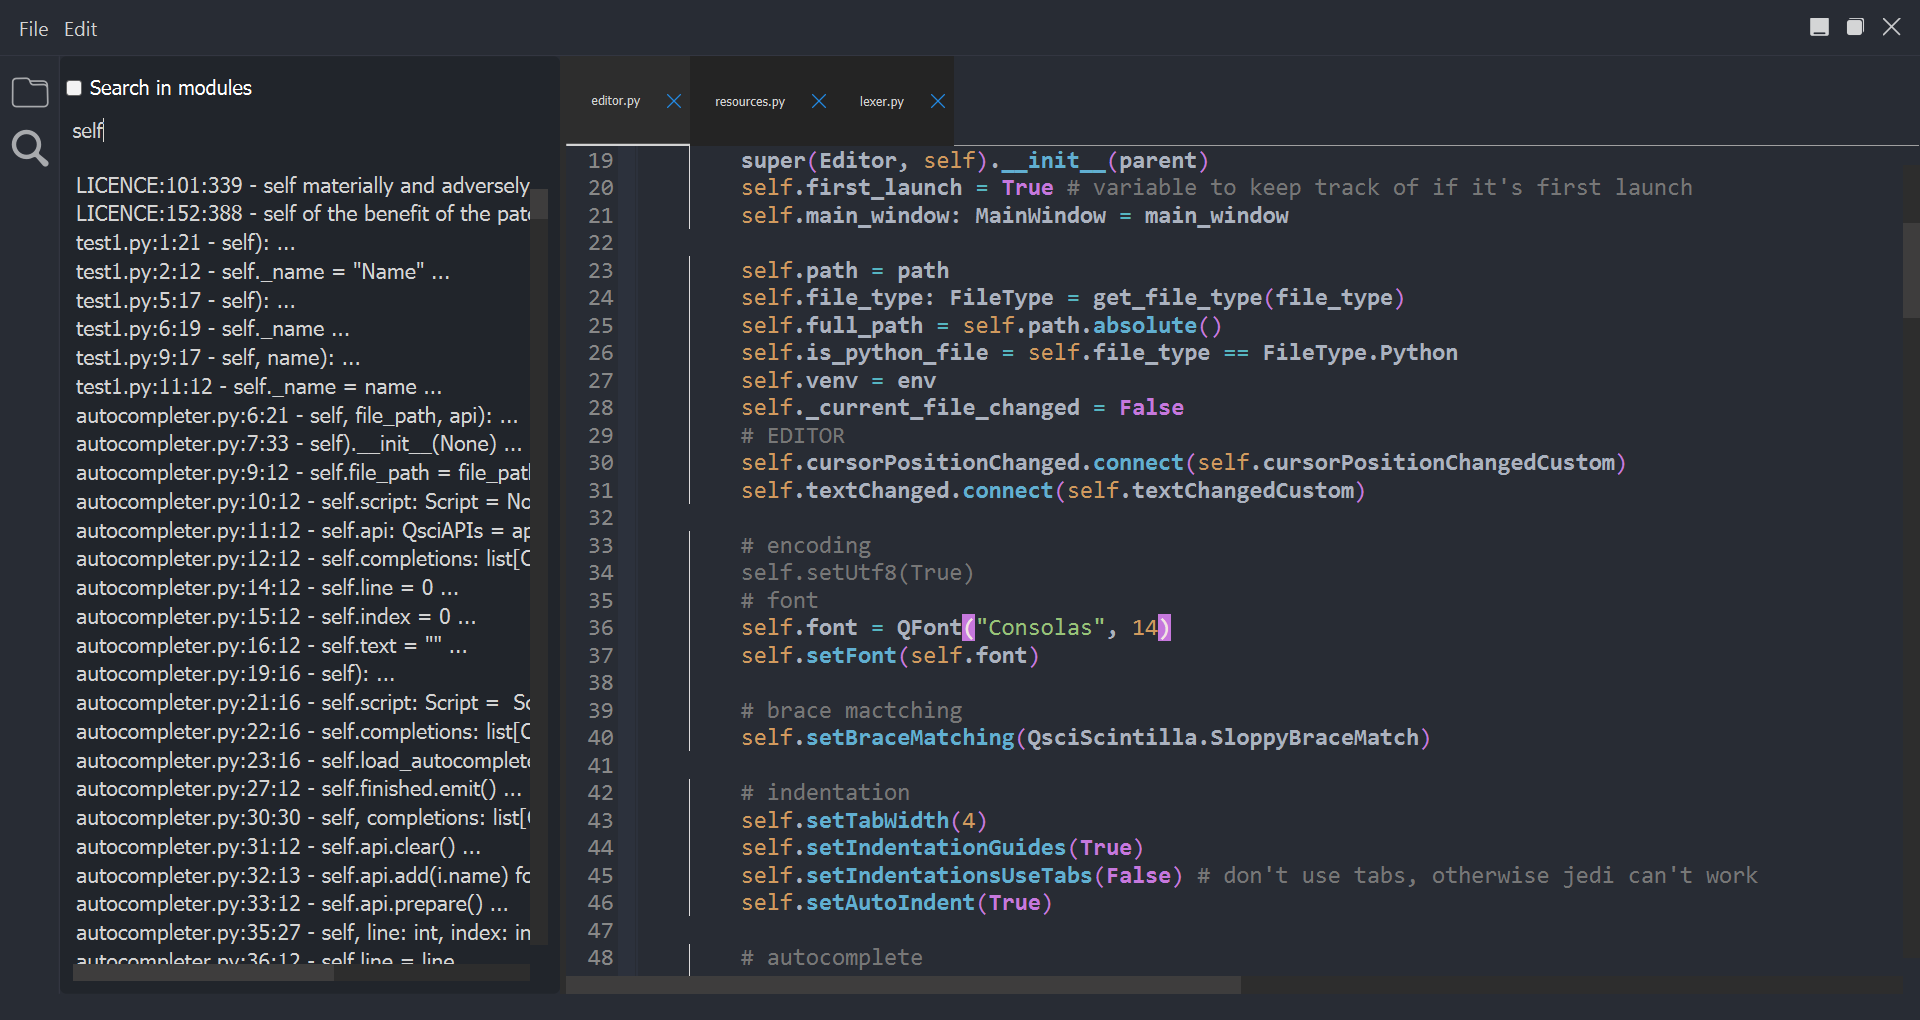 File Edit
Search in modules
self
LICENCE:101:339 - self materially and adversely
LICENCE:152:388 - self of the benefit of the
test1.py:1:21 - self): ...
test1.py:2:12 - self._name = "Name" ...
test1.py:5:17 - self): ...
test1.py:6:19 - self._name ...
test1.py:9:17 - self, name): ...
test1.py:11:12 - self._name = name ...
autocompleter.py:6:21 - self, file_path, api): ...
autocompleter.py:7:33 - self).__init__(None) ...
autocompleter.py:9:12 - self.file_path =
autocompleter.py:10:12 - self.script: Script =
autocompleter.py:11:12 - self.api: QsciAPIs =
autocompleter.py:12:12 - self.completions:
autocompleter.py:14:12 - self.line = 0 ...
autocompleter.py:15:12 - self.index = 0 ...
autocompleter.py:16:12 - self.text = "" ...
autocompleter.py:19:16 - self): ...
autocompleter.py:21:16 - self.script: Script =
autocompleter.py:22:16 - self.completions:
autocompleter.py:23:16 -
autocompleter.py:27:12 - self.finished.emit() ...
autocompleter.py:30:30 - self, completions:
autocompleter.py:31:12 - self.api.clear() ...
autocompleter.py:32:13 - self.api.add(i.name)
autocompleter.py:33:12 - self.api.prepare() ...
autocompleter.py:35:27 - self, line: int, index:
autocompleter.py:36:12 - self.line = line
editor.py resources.py lexer.py
19 super(Editor, self).__init__(parent)
20 self.first_launch = True # variable to keep track of if it's first launch
21 self.main_window: MainWindow = main_window
22
23 self.path = path
24 self.file_type: FileType = get_file_type(file_type)
25 self.full_path = self.path.absolute()
26 self.is_python_file = self.file_type == FileType.Python
27 self.venv = env
28 self._current_file_changed = False
29 # EDITOR
30 self.cursorPositionChanged.connect(self.cursorPositionChangedCustom)
31 self.textChanged.connect(self.textChangedCustom)
32
33 # encoding
34 self.setUtf8(True)
35 # font
36 self.font = QFont("Consolas", 14)
37 self.setFont(self.font)
38
39 # brace mactching
40 self.setBraceMatching(QsciScintilla.SloppyBraceMatch)
41
42 # indentation
43 self.setTabWidth(4)
44 self.setIndentationGuides(True)
45 self.setIndentationsUseTabs(False) # don't use tabs, otherwise jedi can't work
46 self.setAutoIndent(True)
47
48 # autocomplete